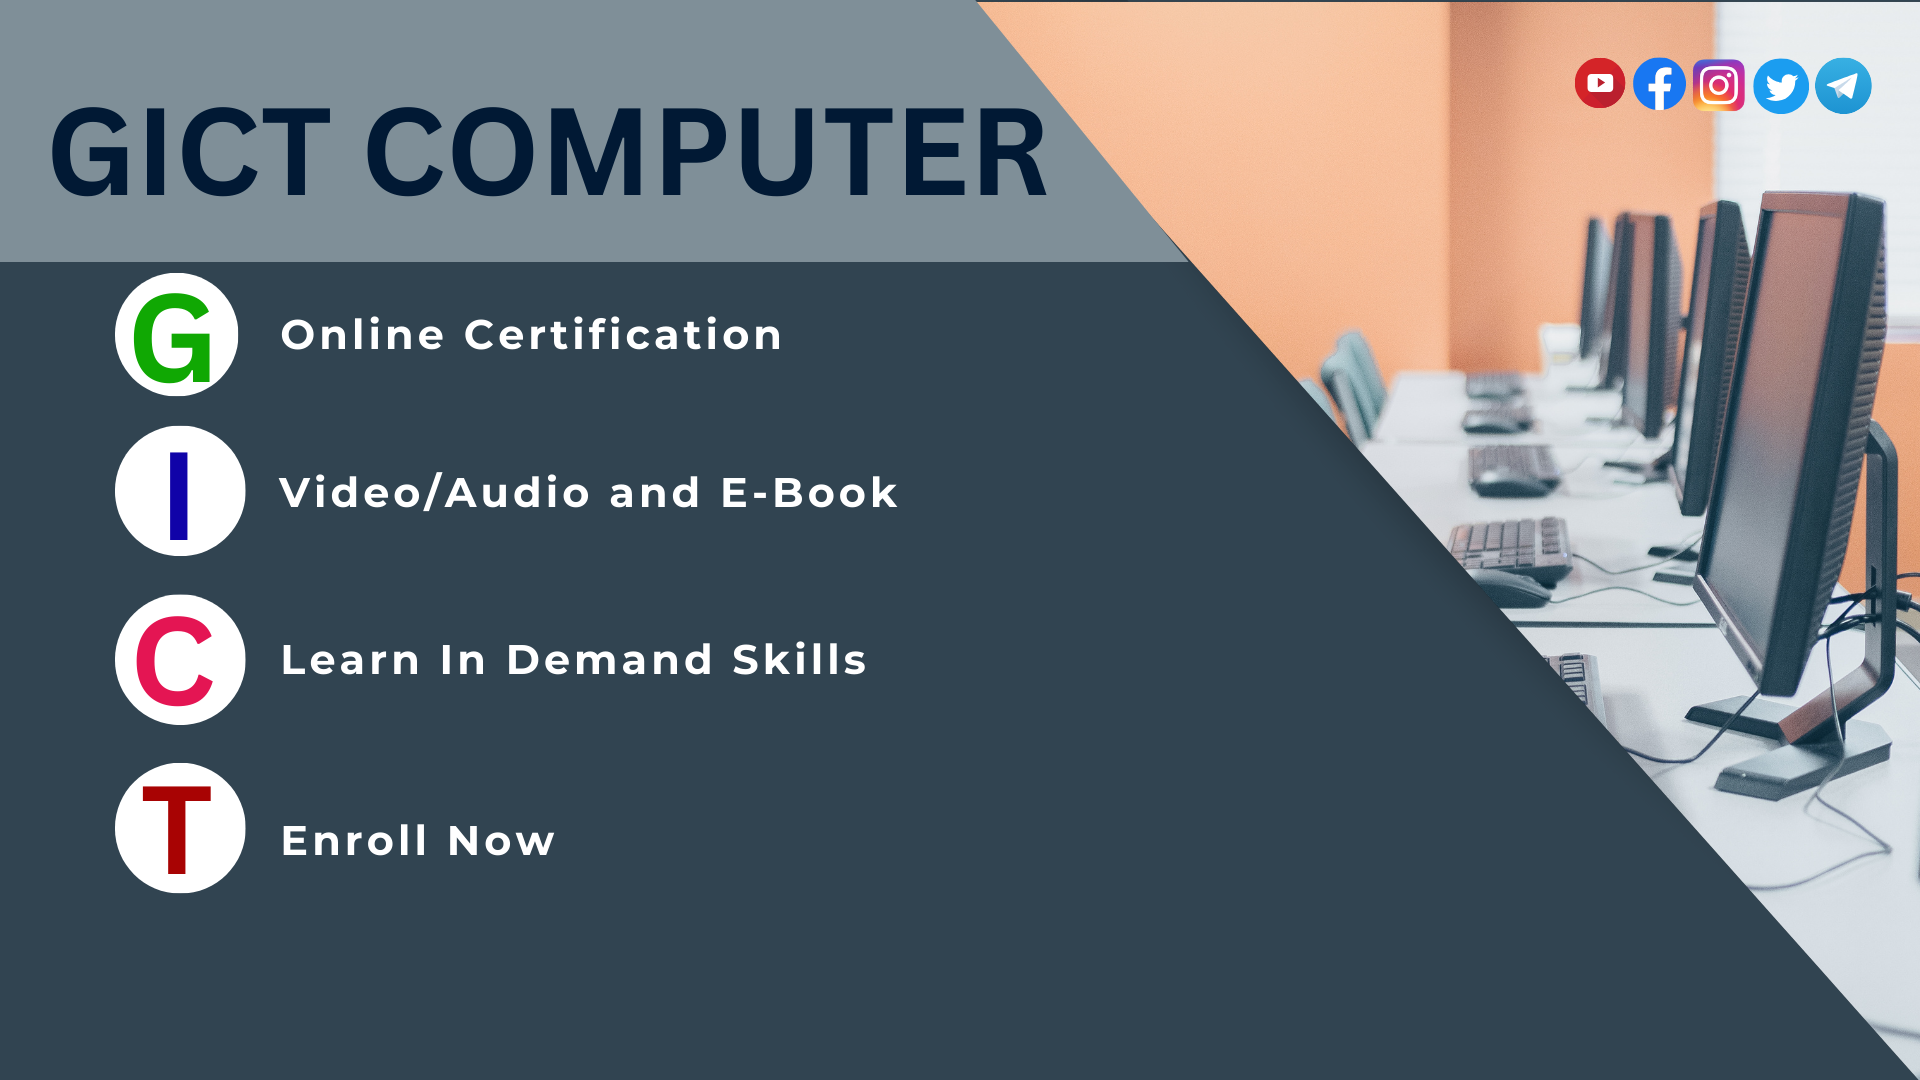 GICT COMPUTER
G
Online Certification
I
Video/Audio and E-Book
C
Learn In Demand Skills
T
Enroll Now